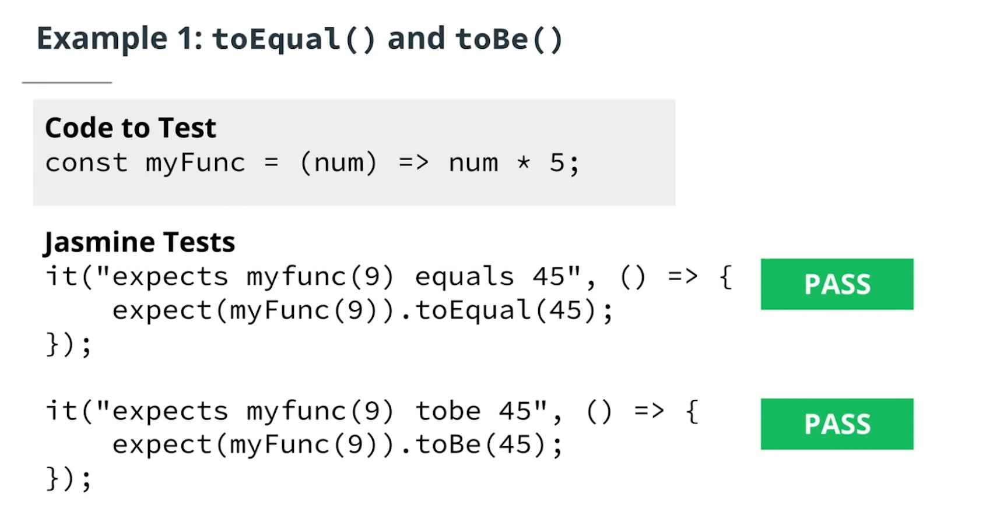 Example 1: toEqual() and toBe()
Code to Test
const myFunc = (num) => num * 5;
Jasmine Tests
it("expects myfunc(9) equals 45", () => {
PASS
    expect(myFunc(9)).toEqual(45);
});
it("expects myfunc(9) tobe 45", () => {
PASS
    expect(myFunc(9)).toBe(45);
});